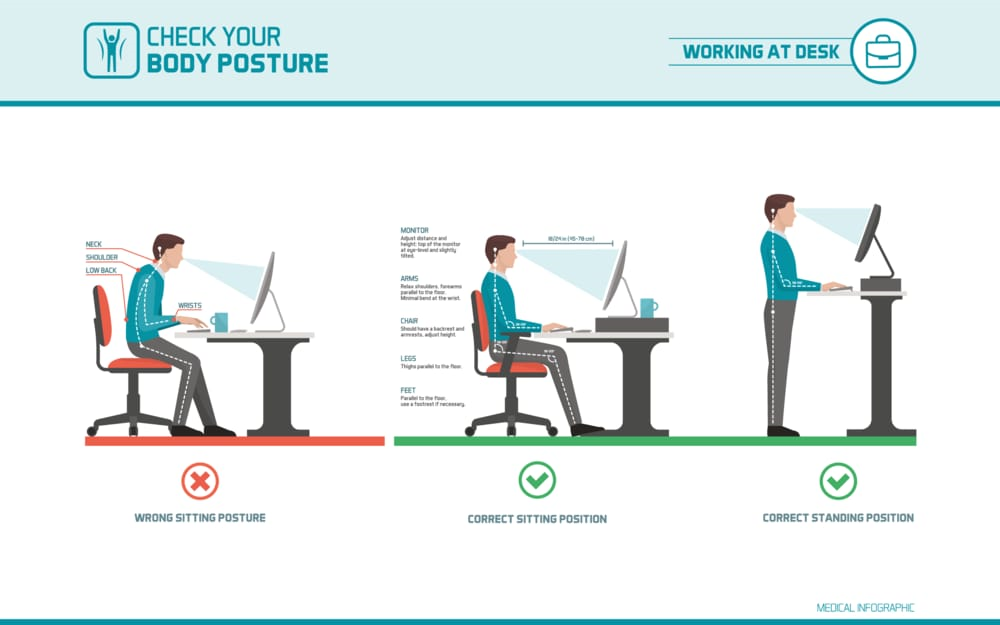 CHECK YOUR
BODY POSTURE
WORKING AT DESK
NECK
SHOULDER
LOW BACK
WRISTS
MONITOR
Adjust distance and
height: top of the monitor
at eye-level and slightly
tilted.
ARMS
Relax shoulders, forearms
parallel to the floor.
Minimal bend at the wrist.
CHAIR
Should have a backrest and
armrests, adjust height.
LEGS
Thighs parallel to the floor.
FEET
Parallel to the floor,
use a footrest if necessary.
18/24 in (45-70 cm)
WRONG SITTING POSTURE
CORRECT SITTING POSITION
CORRECT STANDING POSITION
MEDICAL INFOGRAPHIC